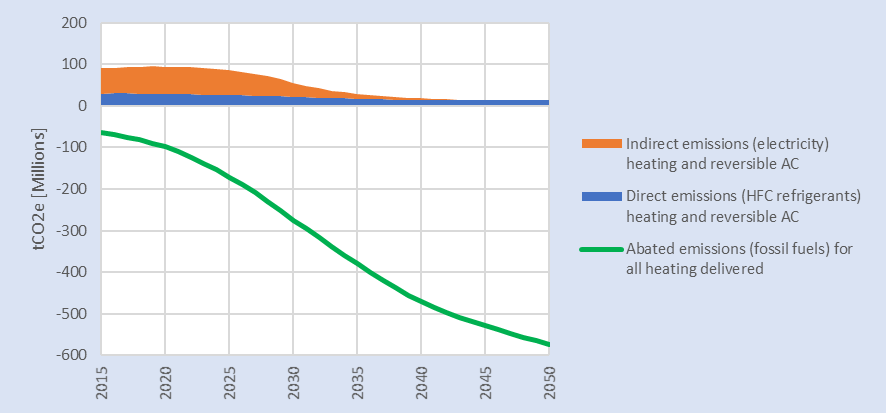 200
100
0
-100
-200
-300
-400
-500
-600
tCO2e [Millions]
2015
2020
2025
2030
2035
2040
2045
2050
Indirect emissions (electricity)
heating and reversible AC
Direct emissions (HFC refrigerants)
heating and reversible AC
Abated emissions (fossil fuels) for
all heating delivered